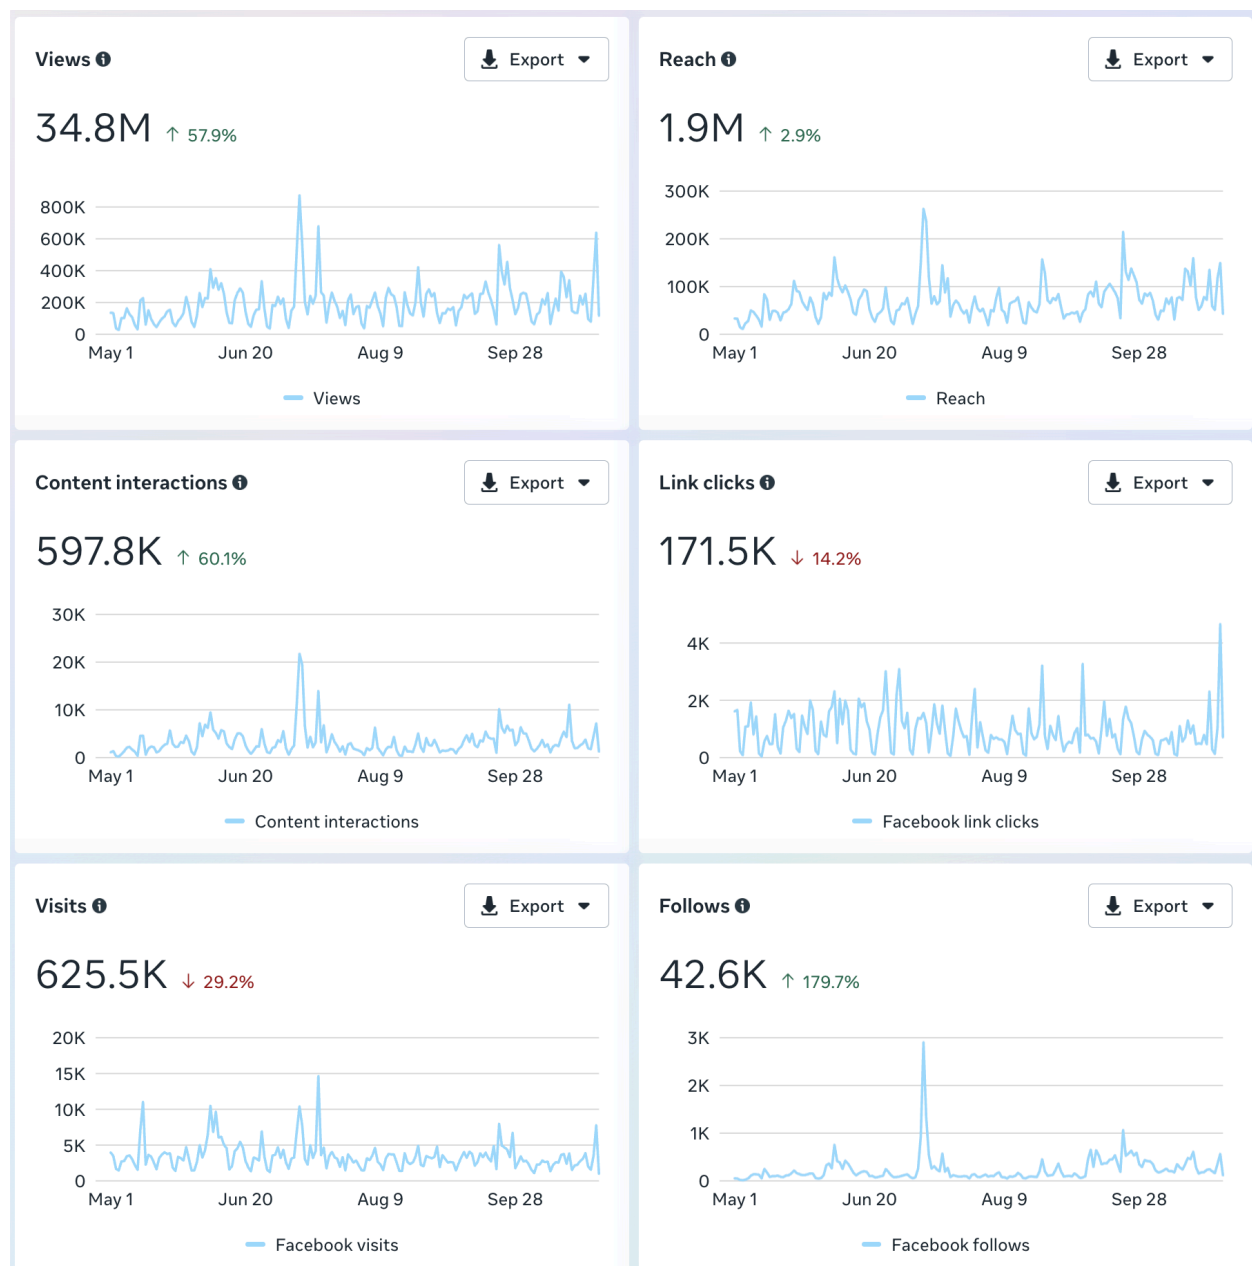 Views
Export
34.8M ↑ 57.9%
800K
600K
400K
200K
0
May 1 Jun 20 Aug 9 Sep 28
Views
Reach
Export
1.9M ↑ 2.9%
300K
200K
100K
0
May 1 Jun 20 Aug 9 Sep 28
Reach
Content interactions
Export
597.8K ↑ 60.1%
30K
20K
10K
0
May 1 Jun 20 Aug 9 Sep 28
Content interactions
Link clicks
Export
171.5K ↓ 14.2%
4K
2K
0
May 1 Jun 20 Aug 9 Sep 28
Facebook link clicks
Visits
Export
625.5K ↓ 29.2%
20K
15K
10K
5K
0
May 1 Jun 20 Aug 9 Sep 28
Facebook visits
Follows
Export
42.6K ↑ 179.7%
3K
2K
1K
0
May 1 Jun 20 Aug 9 Sep 28
Facebook follows